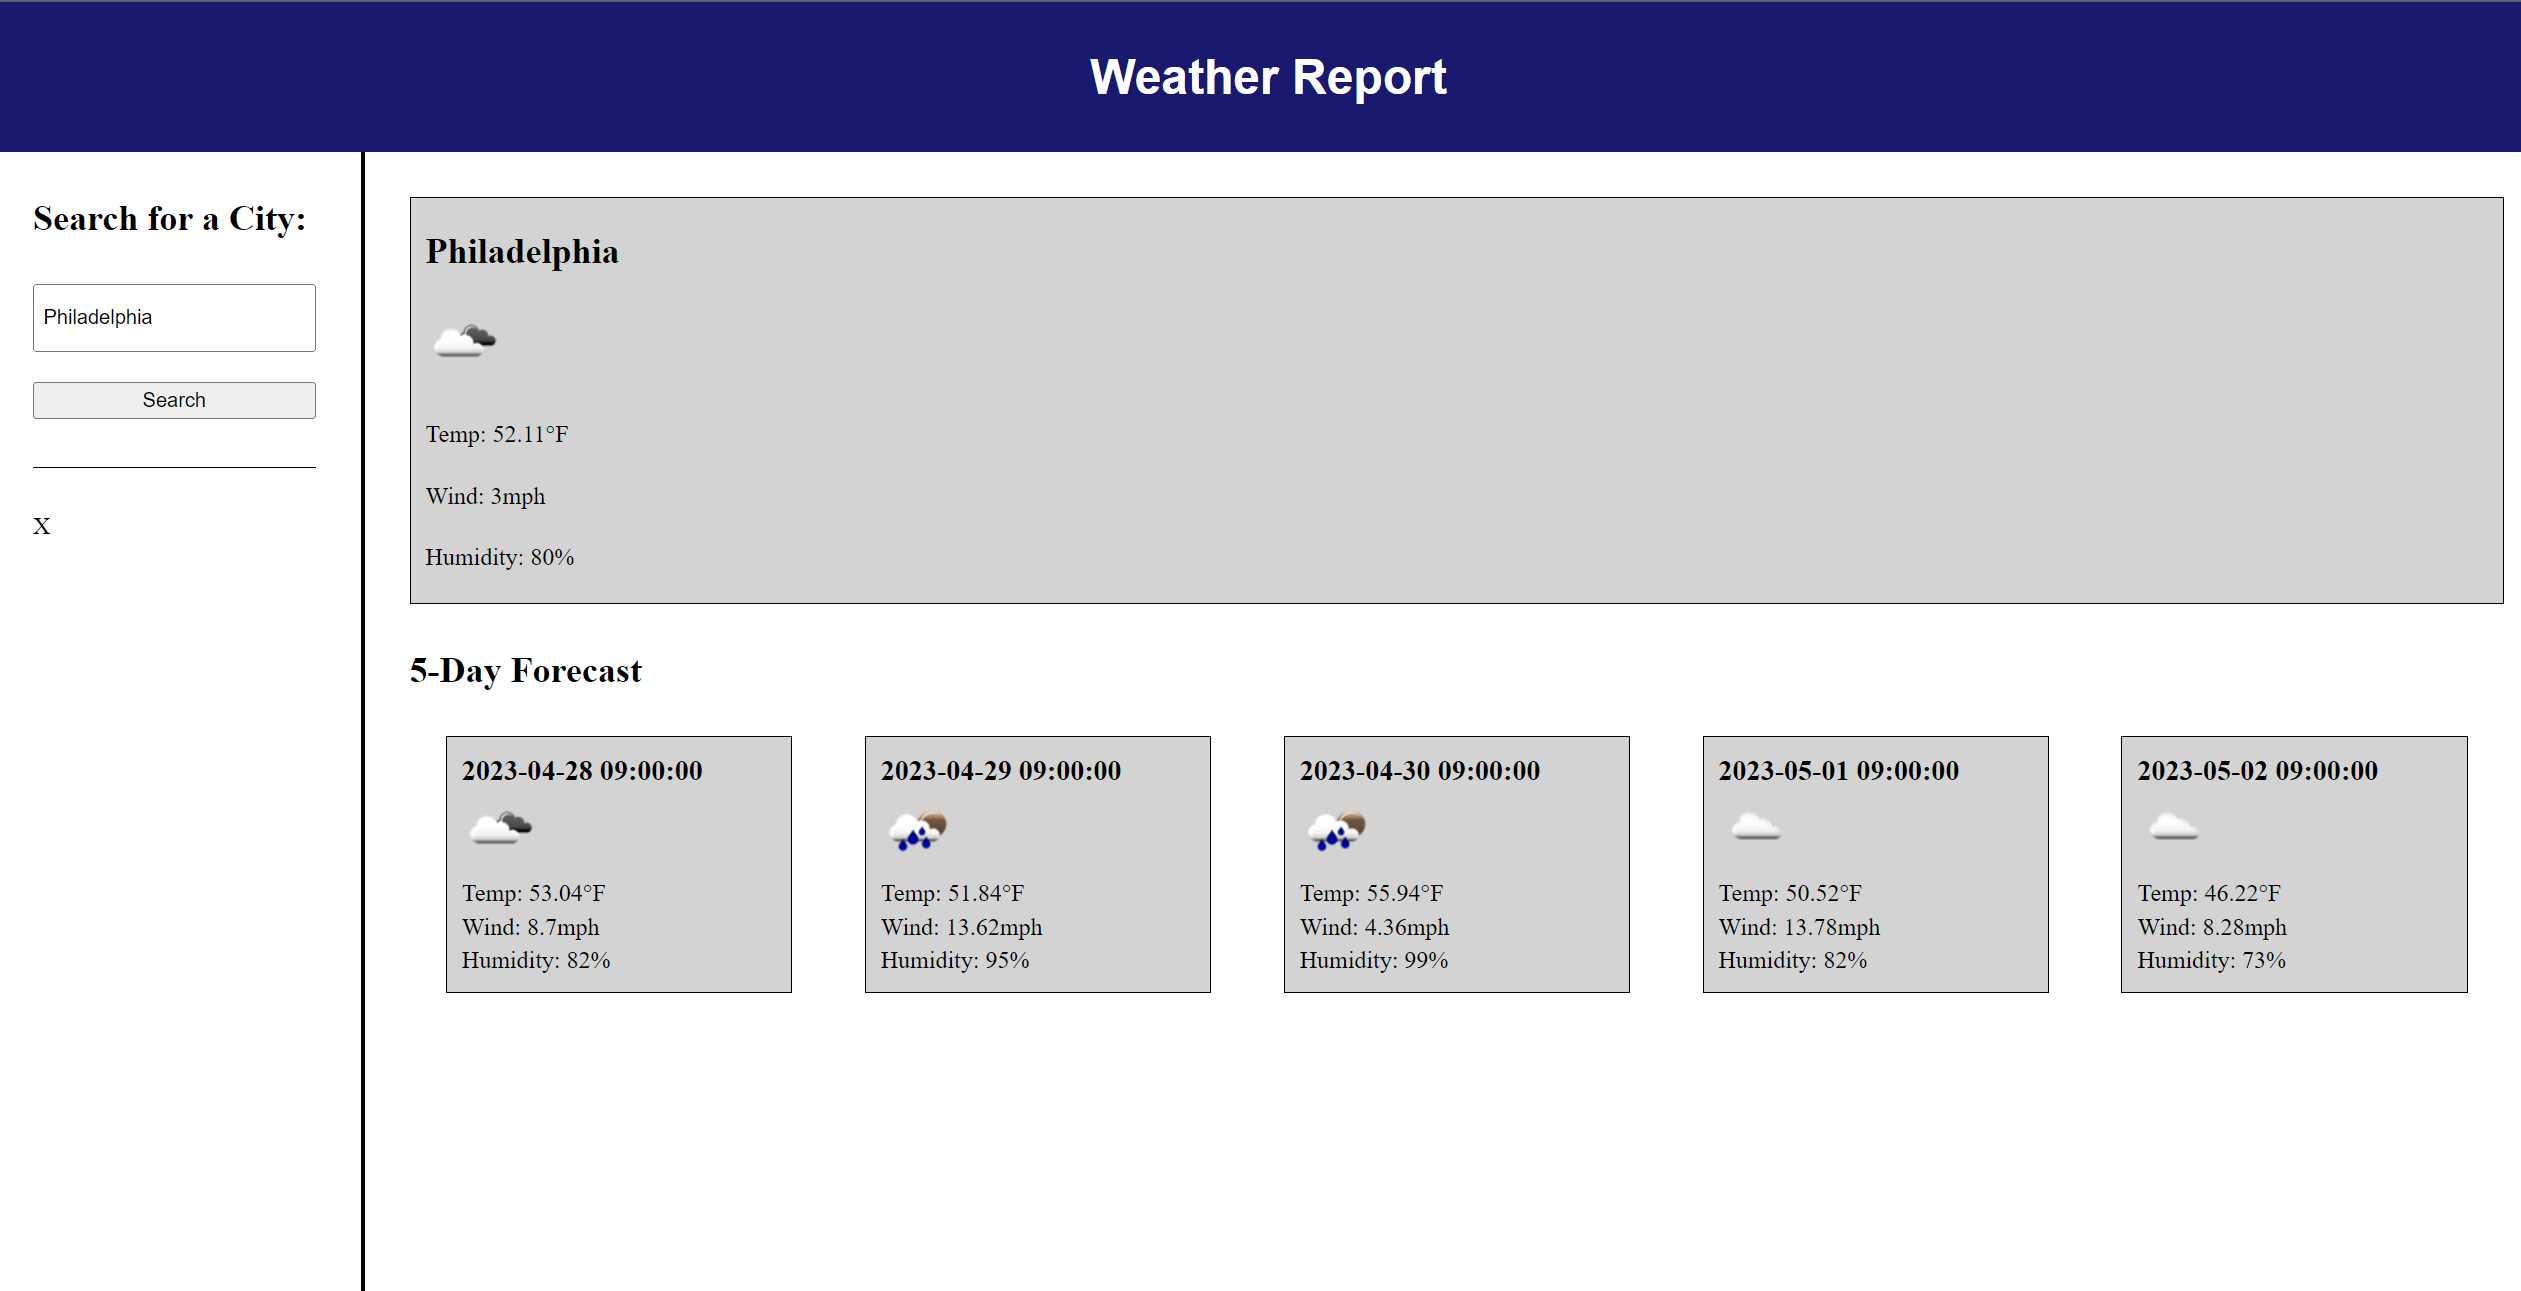 Weather Report
Search for a City:
Philadelphia
Search
X
Philadelphia
Temp: 52.11°F
Wind: 3mph
Humidity: 80%
5-Day Forecast
2023-04-28 09:00:00
Temp: 53.04°F
Wind: 8.7mph
Humidity: 82%
2023-04-29 09:00:00
Temp: 51.84°F
Wind: 13.62mph
Humidity: 95%
2023-04-30 09:00:00
Temp: 55.94°F
Wind: 4.36mph
Humidity: 99%
2023-05-01 09:00:00
Temp: 50.52°F
Wind: 13.78mph
Humidity: 82%
2023-05-02 09:00:00
Temp: 46.22°F
Wind: 8.28mph
Humidity: 73%